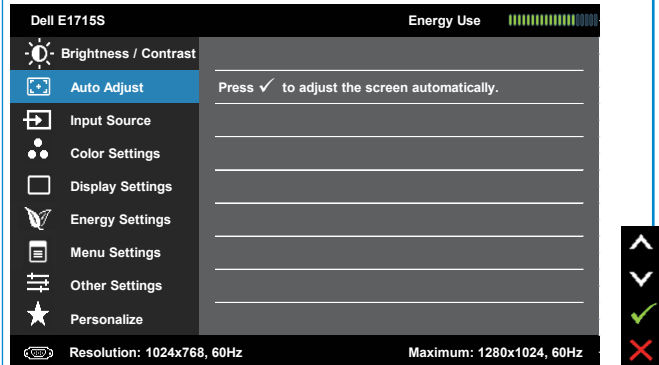 Dell E1715S Energy Use
Brightness / Contrast
Auto Adjust Press ✓ to adjust the screen automatically.
Input Source
Color Settings
Display Settings
Energy Settings
Menu Settings
Other Settings
Personalize
Resolution: 1024x768, 60Hz Maximum: 1280x1024, 60Hz